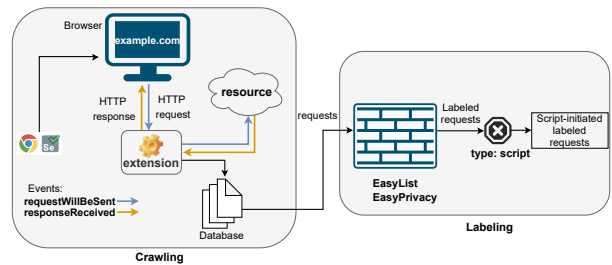 Browser
example.com
HTTP
response
HTTP
request
resource
Se
extension
Events:
requestWillBeSent
responseReceived
Database
Crawling
requests
Labeled
requests
type: script
Script-initiated
labeled
requests
EasyList
EasyPrivacy
Labeling